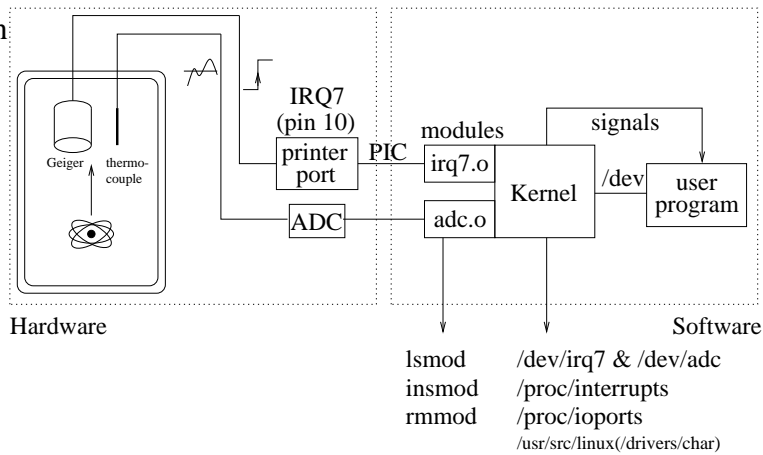 n
IRQ7
(pin 10)
printer
port
PIC
modules
irq7.o
signals
Kernel
/dev
user
program
Geiger
thermo-
couple
ADC
adc.o
Hardware
Software
lsmod /dev/irq7 & /dev/adc
insmod /proc/interrupts
rmmod /proc/ioports
/usr/src/linux(/drivers/char)